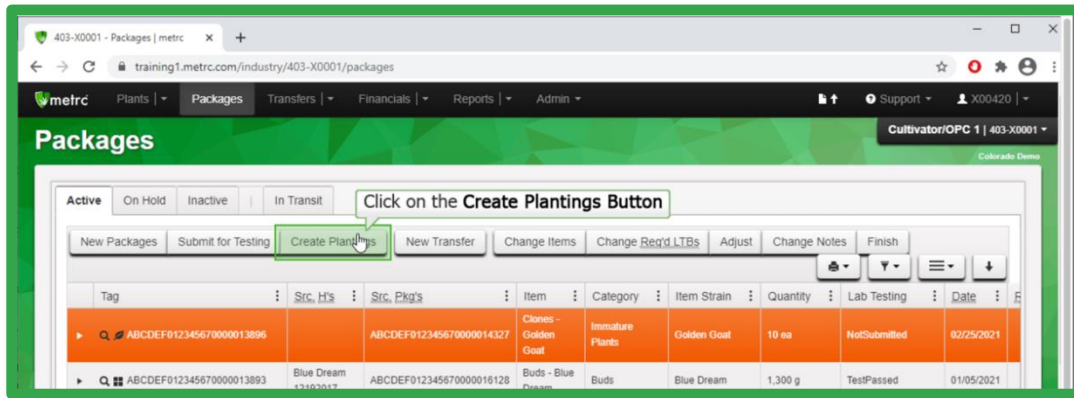 403-X0001 - Packages | metrc
training1.metrc.com/industry/403-X0001/packages
metrc Plants Packages Transfers Financials Reports Admin Support X00420
Packages
Cultivator/OPC 1 | 403-X0001
Colorado Demo
Active On Hold Inactive In Transit
Click on the Create Plantings Button
New Packages Submit for Testing Create Plantings New Transfer Change Items Change Req'd LTBs Adjust Change Notes Finish
Tag Src. H's Src. Pkg's Item Category Item Strain Quantity Lab Testing Date
ABCDEF012345670000013896 ABCDEF012345670000014327 Clones - Golden Goat Immature Plants Golden Goat 10 ea NotSubmitted 02/25/2021
ABCDEF012345670000013893 Blue Dream 12192017 ABCDEF012345670000016128 Buds - Blue Dream Buds Blue Dream 1,300 g TestPassed 01/05/2021